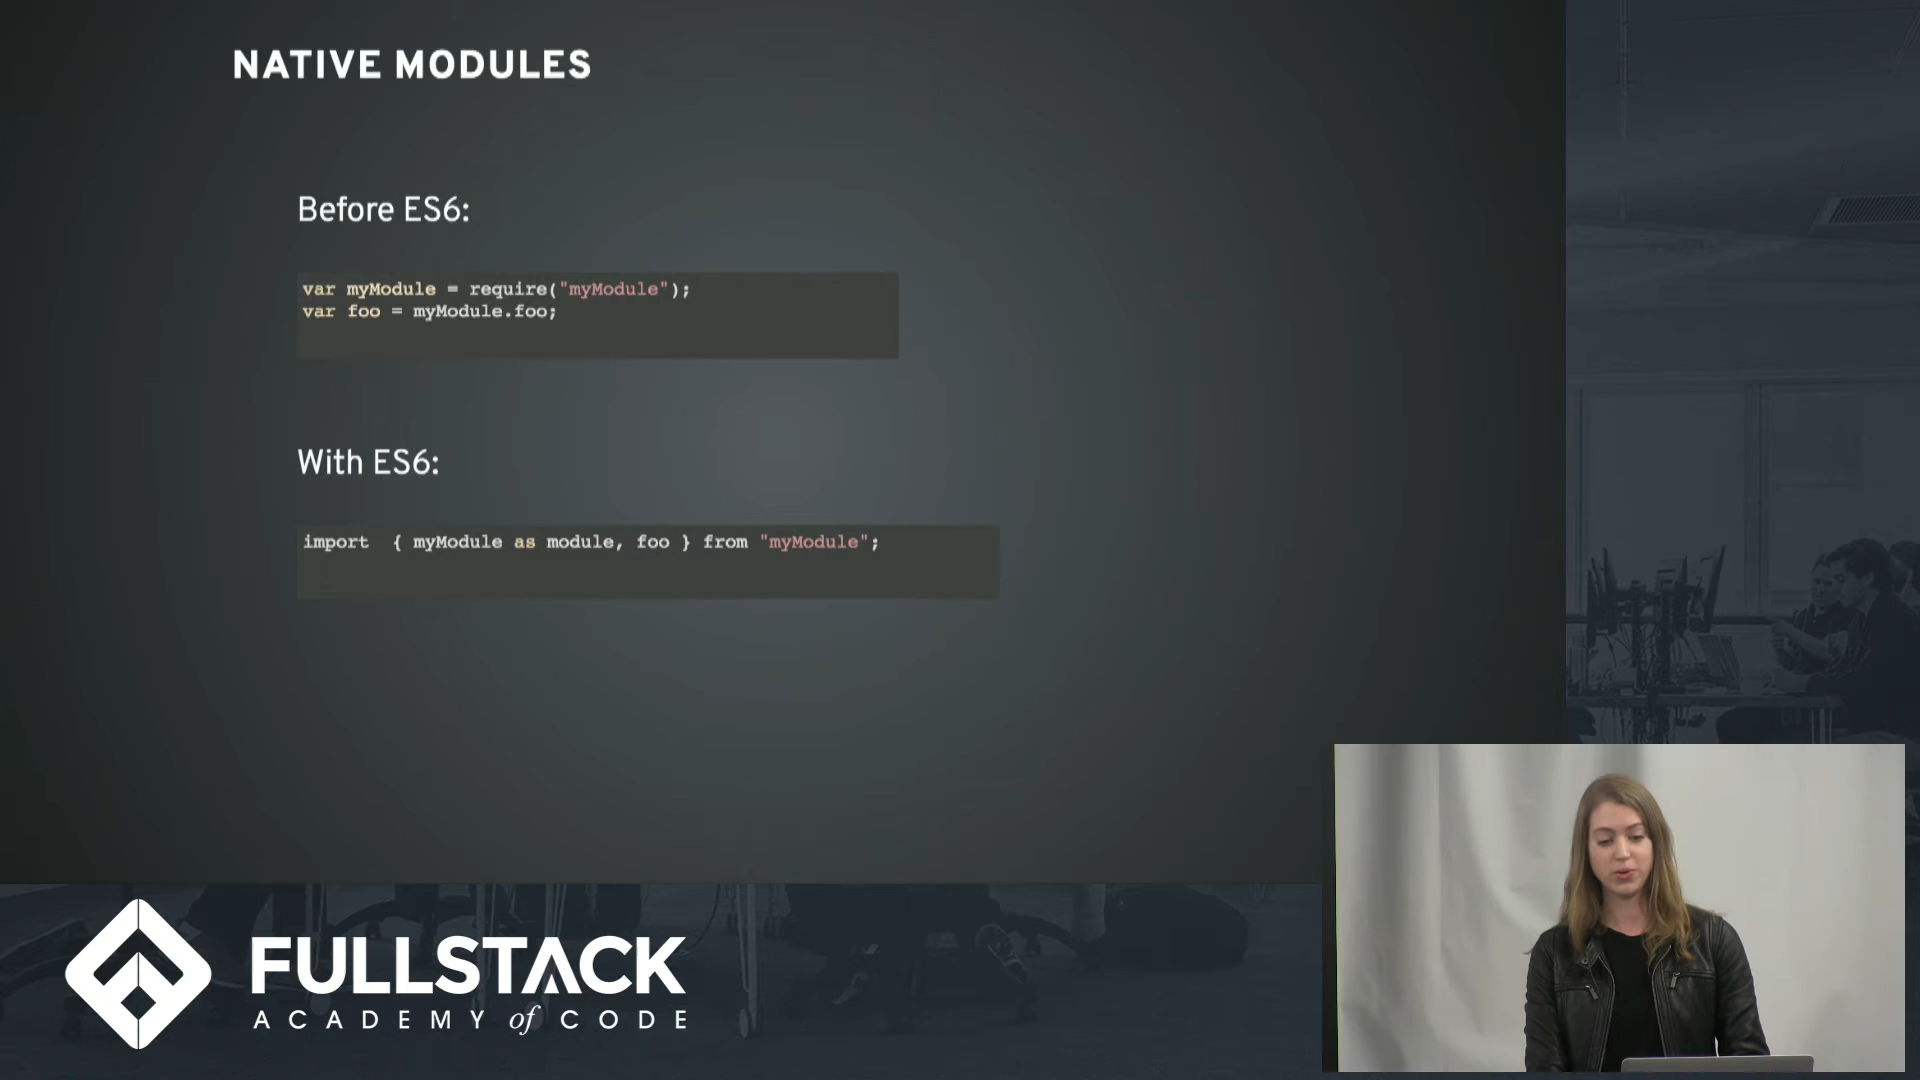 NATIVE MODULES
Before ES6:
var myModule = require("myModule");
var foo = myModule.foo;
With ES6:
import  { myModule as module, foo } from "myModule";
FULLSTACK
ACADEMY of CODE